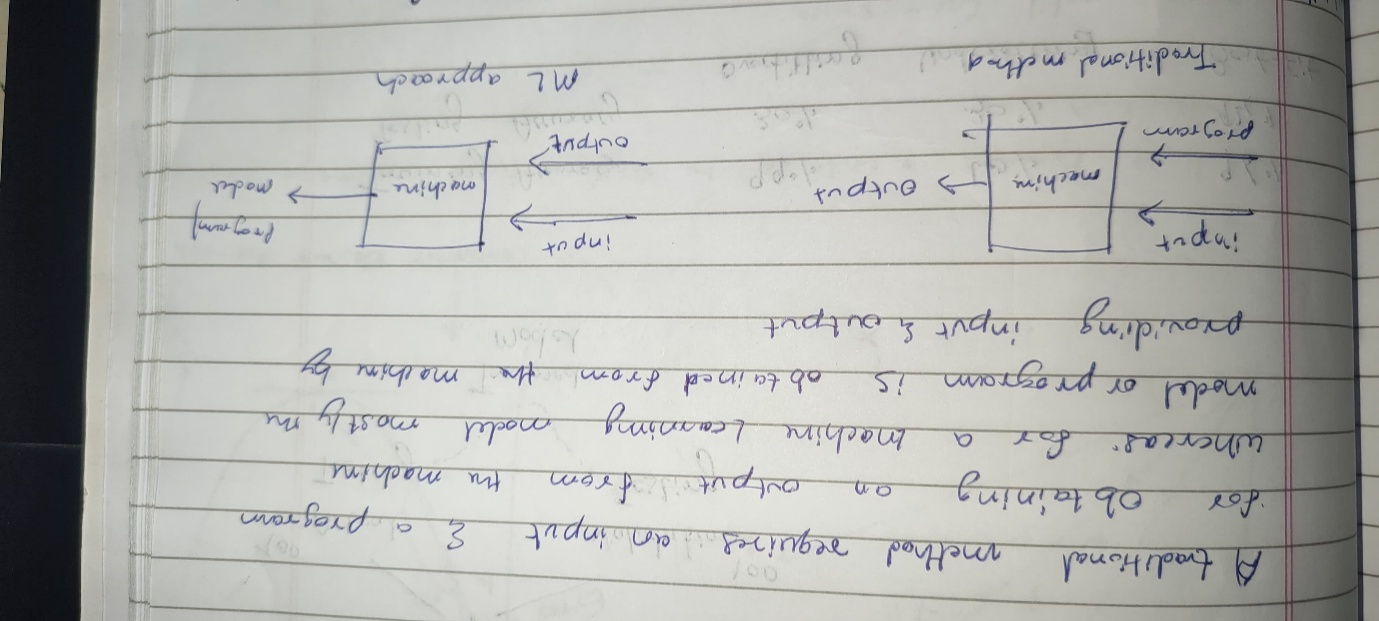 A traditional method requires an input & a program
for obtaining an output from the machine
whereas for a machine Learning model mostly the
model or program is obtained from the machine by
providing input & output
input
program
machine
output
Traditional method
input
output
machine
program/
model
ML approach